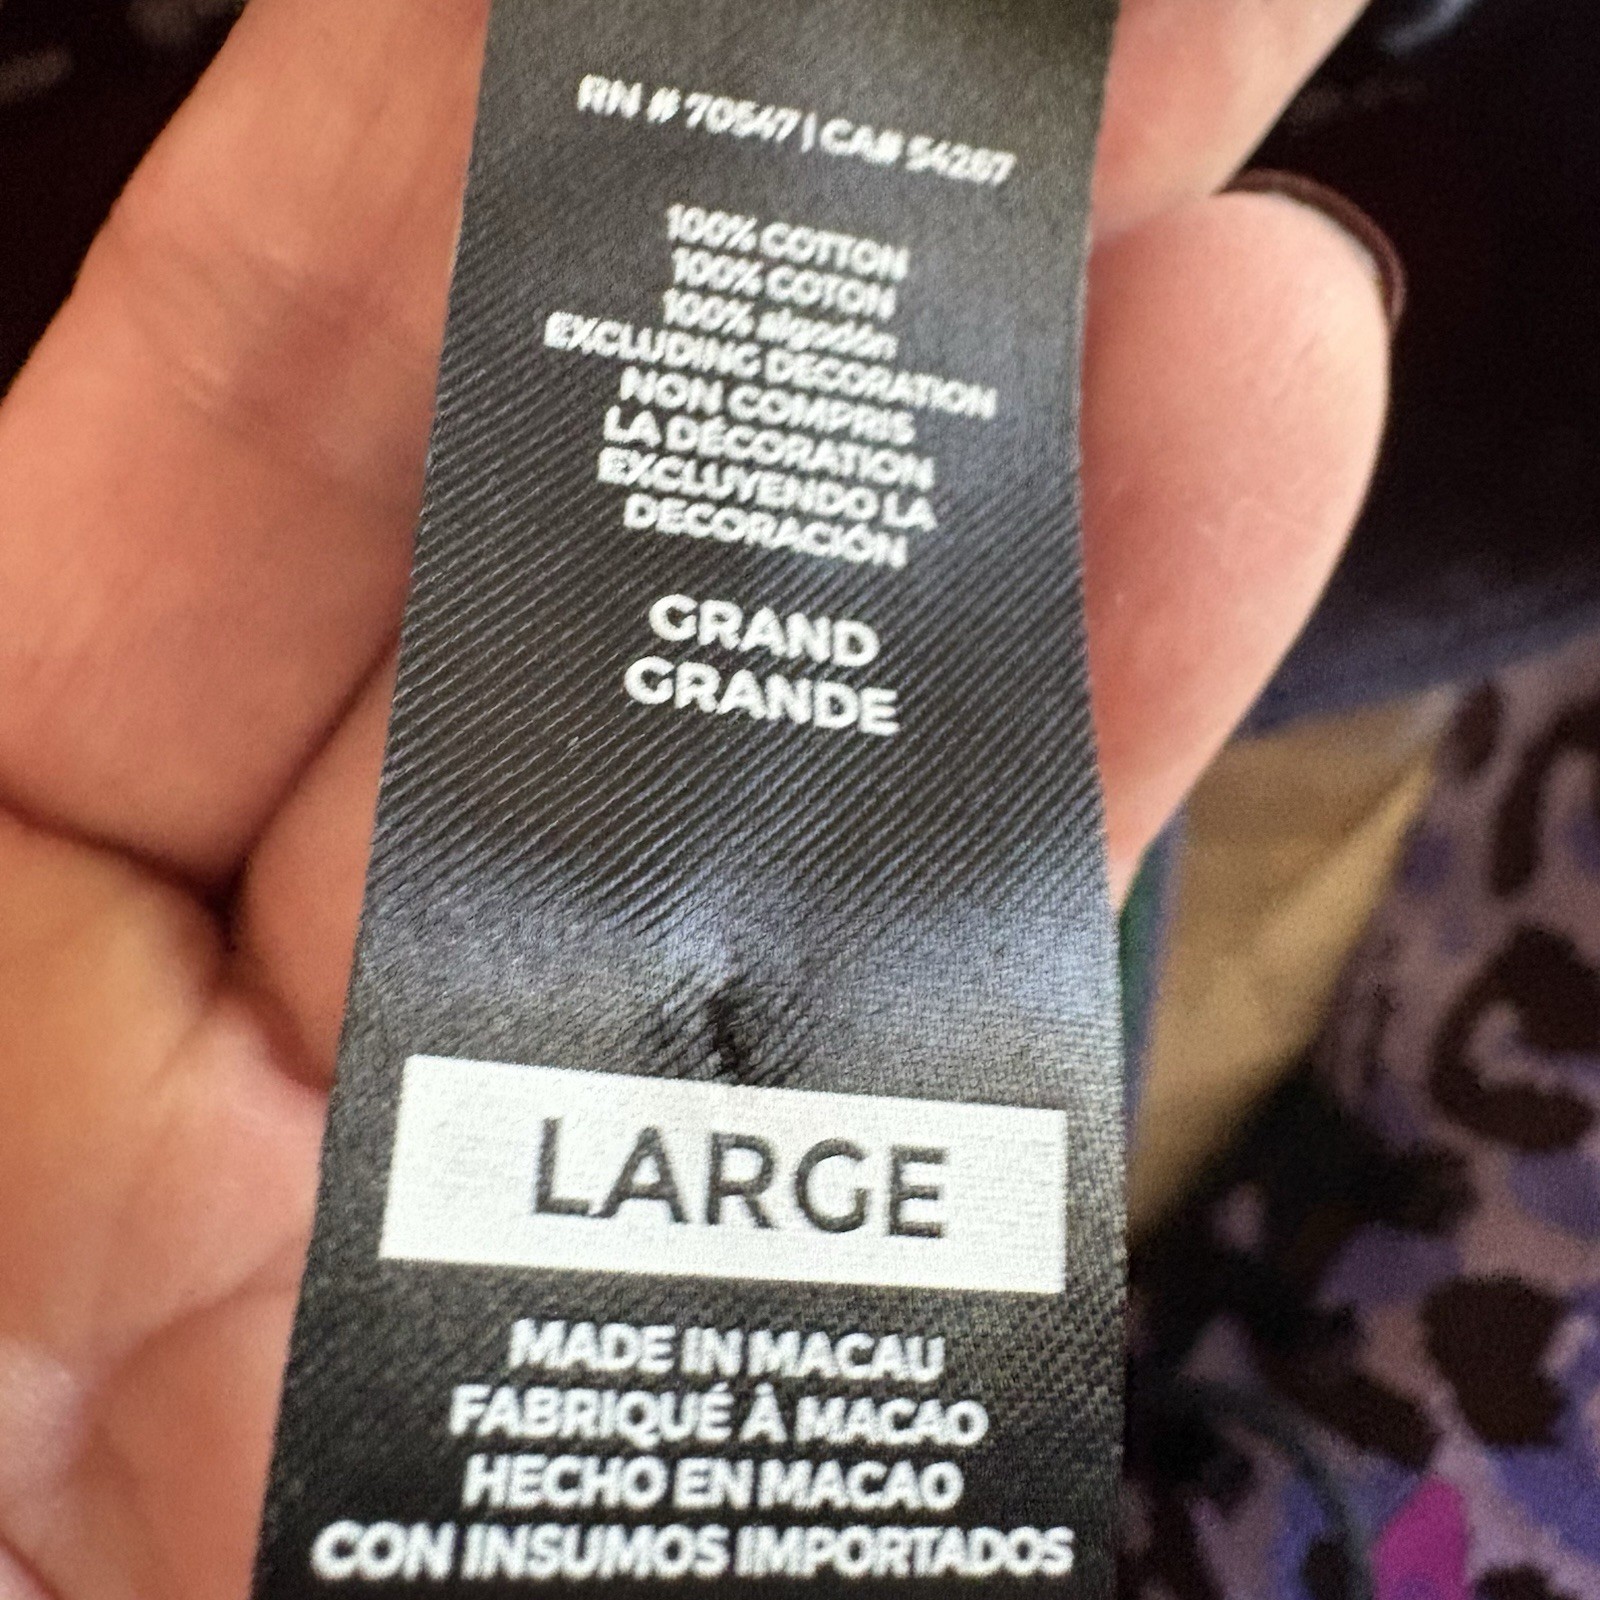 RN # 70547 | CA# 54287
100% COTTON
100% COTON
100% algodón
EXCLUDING DECORATION
NON COMPRIS
LA DÉCORATION
EXCLUYENDO LA
DECORACIÓN
GRAND
GRANDE
LARGE
MADE IN MACAU
FABRIQUÉ À MACAO
HECHO EN MACAO
CON INSUMOS IMPORTADOS